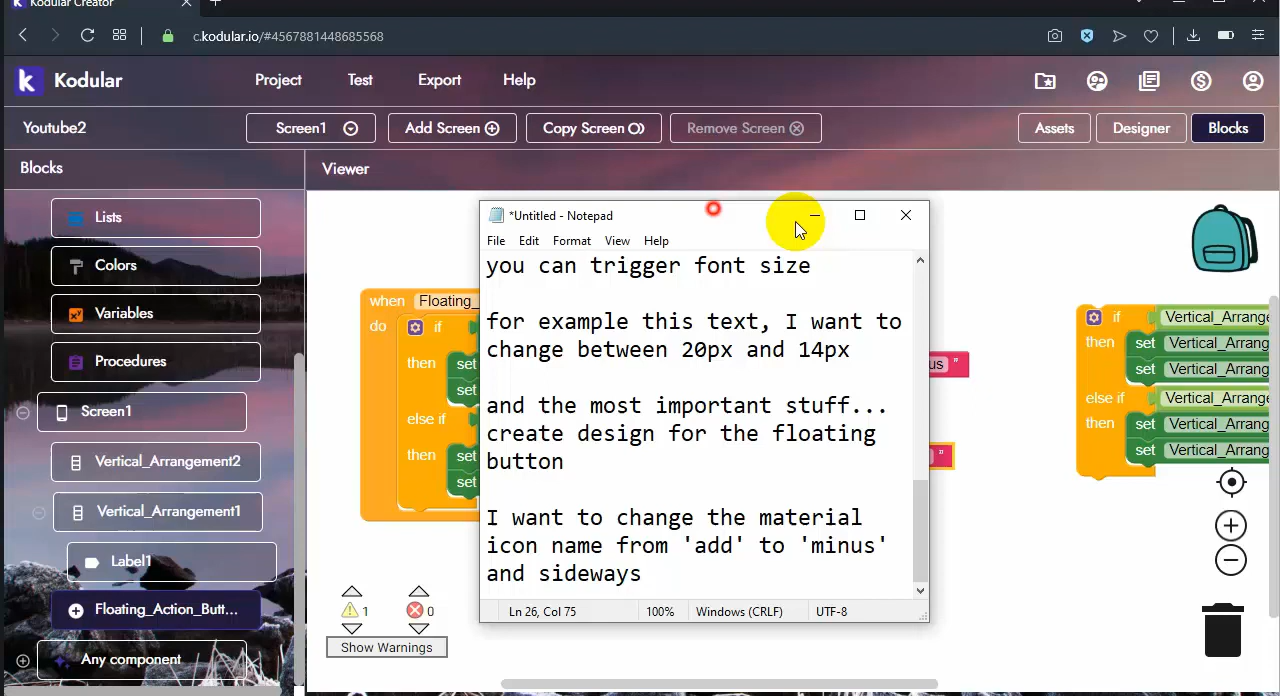 Kodular Creator
c.kodular.io/#4567881448685568
Kodular
Project
Test
Export
Help
Youtube2
Screen1
Add Screen
Copy Screen
Remove Screen
Assets
Designer
Blocks
Blocks
Viewer
Lists
Colors
Variables
Procedures
Screen1
Vertical_Arrangement2
Vertical_Arrangement1
Label1
Floating_Action_Butt...
Any component
when Floating_
do
if
then
set
set
else if
then
set
set
us "
"
*Untitled - Notepad
File Edit Format View Help
you can trigger font size
for example this text, I want to
change between 20px and 14px
and the most important stuff...
create design for the floating
button
I want to change the material
icon name from 'add' to 'minus'
and sideways
Ln 26, Col 75
100%
Windows (CRLF)
UTF-8
if Vertical_Arrange
then set Vertical_Arrang
set Vertical_Arrang
else if Vertical_Arrange
then set Vertical_Arrang
set Vertical_Arrang
1
0
Show Warnings